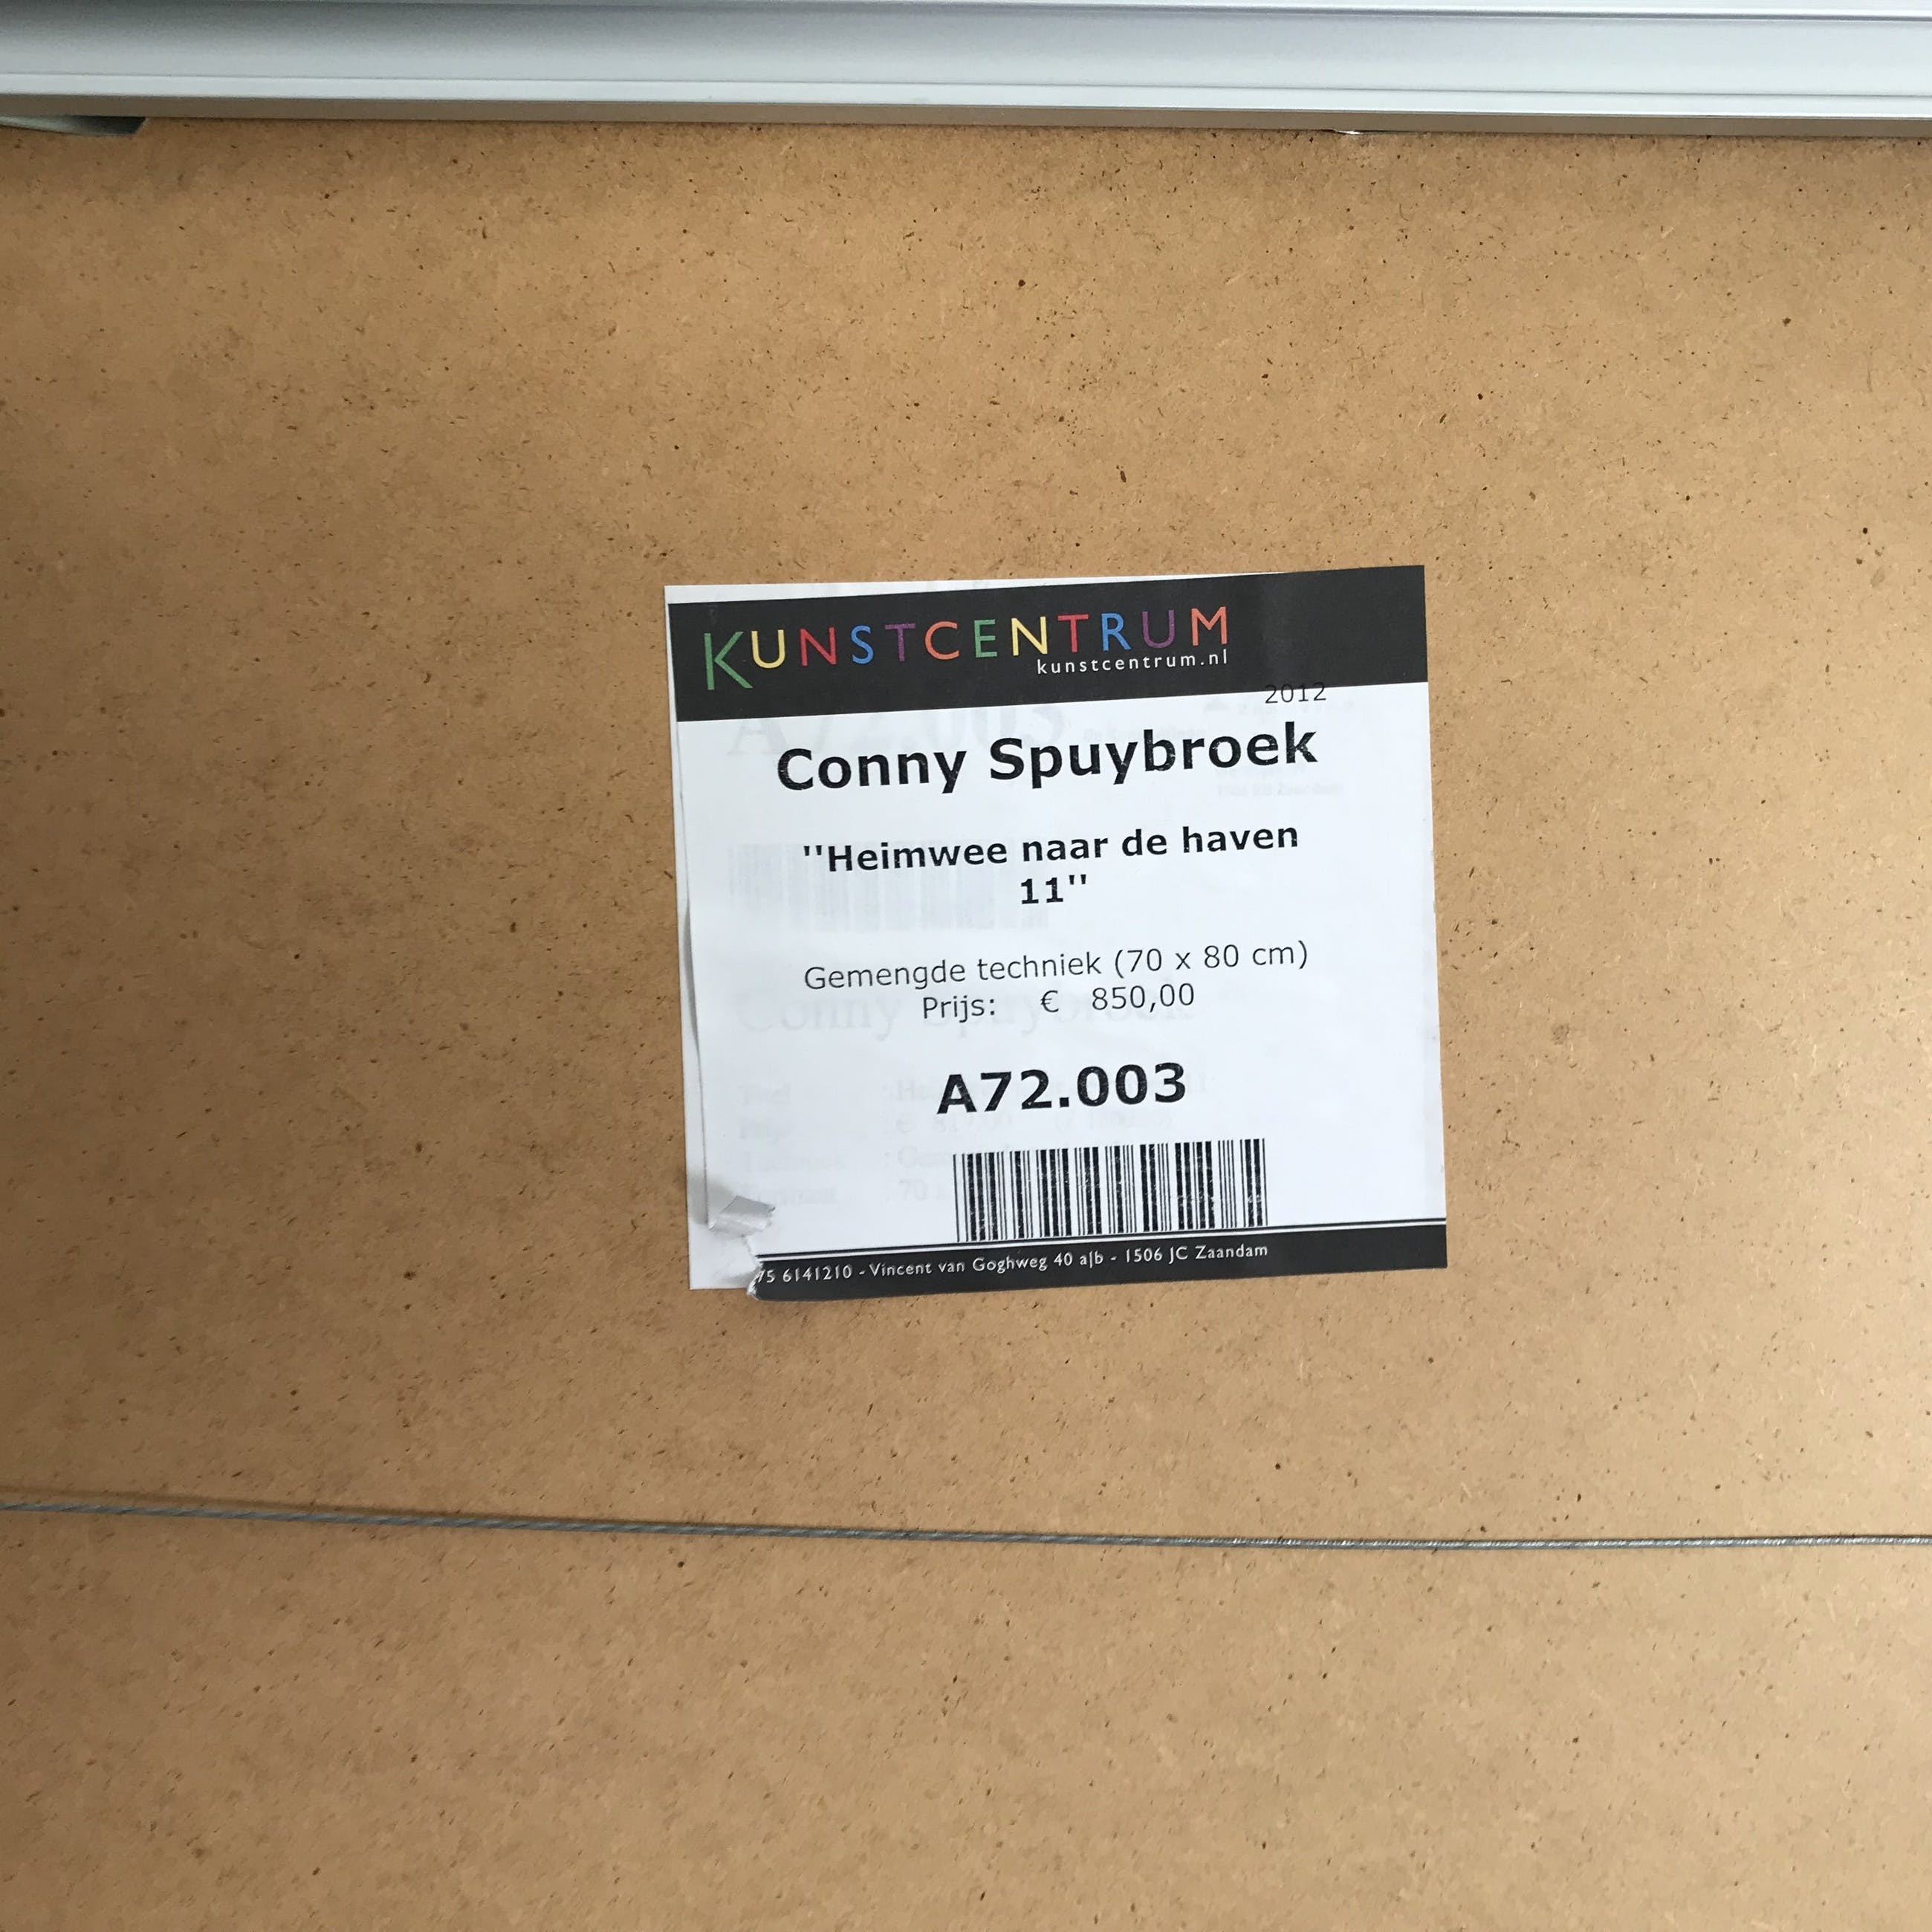 KUNSTCENTRUM
kunstcentrum.nl
2012
Conny Spuybroek
''Heimwee naar de haven
11''
Gemengde techniek (70 x 80 cm)
Prijs: € 850,00
A72.003
75 6141210 - Vincent van Goghweg 40 a|b - 1506 JC Zaandam